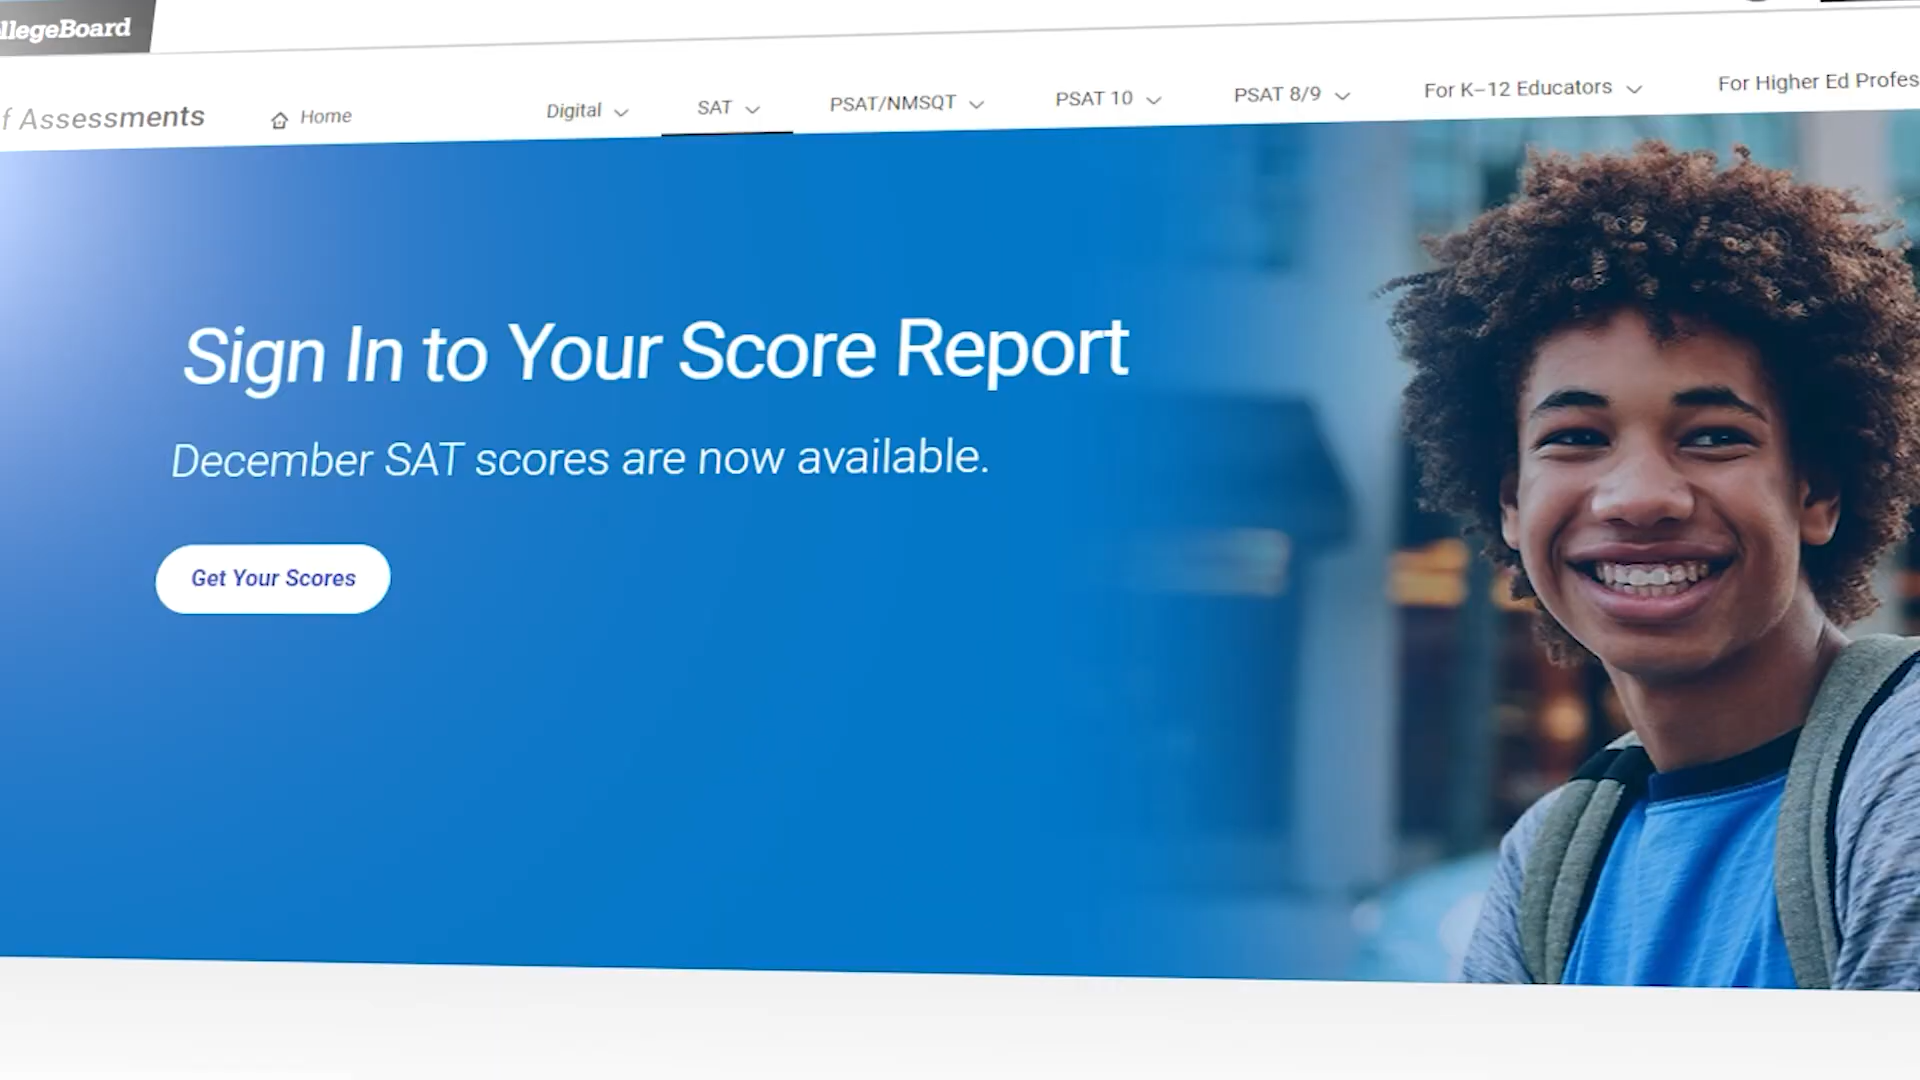 llegeBoard
f Assessments
Home
Digital
SAT
PSAT/NMSQT
PSAT 10
PSAT 8/9
For K–12 Educators
For Higher Ed Profes
Sign In to Your Score Report
December SAT scores are now available.
Get Your Scores